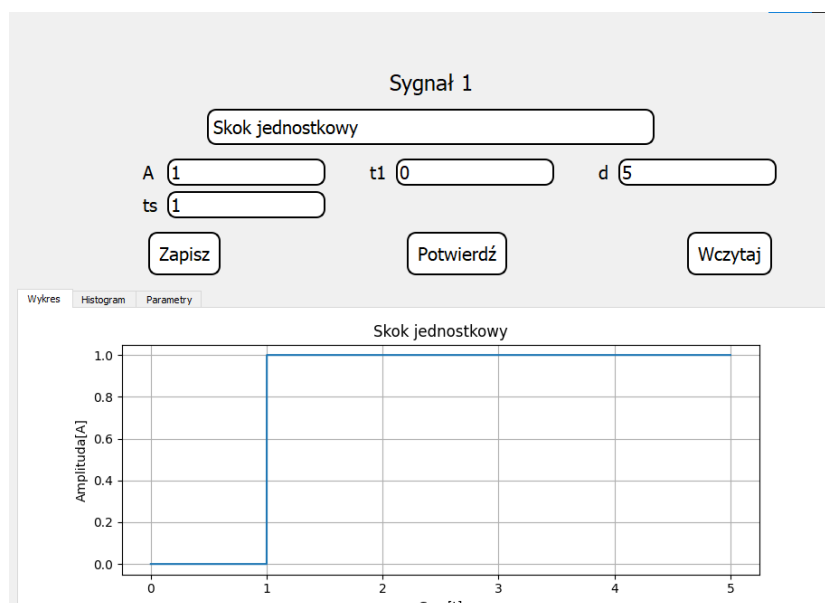 Sygnał 1
Skok jednostkowy
A 1 t1 0 d 5
ts 1
Zapisz Potwierdź Wczytaj
Wykres Histogram Parametry
Skok jednostkowy
1.0
0.8
0.6
0.4
0.2
0.0
Amplituda[A]
0 1 2 3 4 5